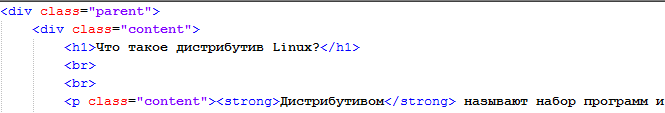 <div class="parent">
<div class="content">
<h1>Что такое дистрибутив Linux?</h1>
<br>
<br>
<p class="content"><strong>Дистрибутивом</strong> называют набор программ и